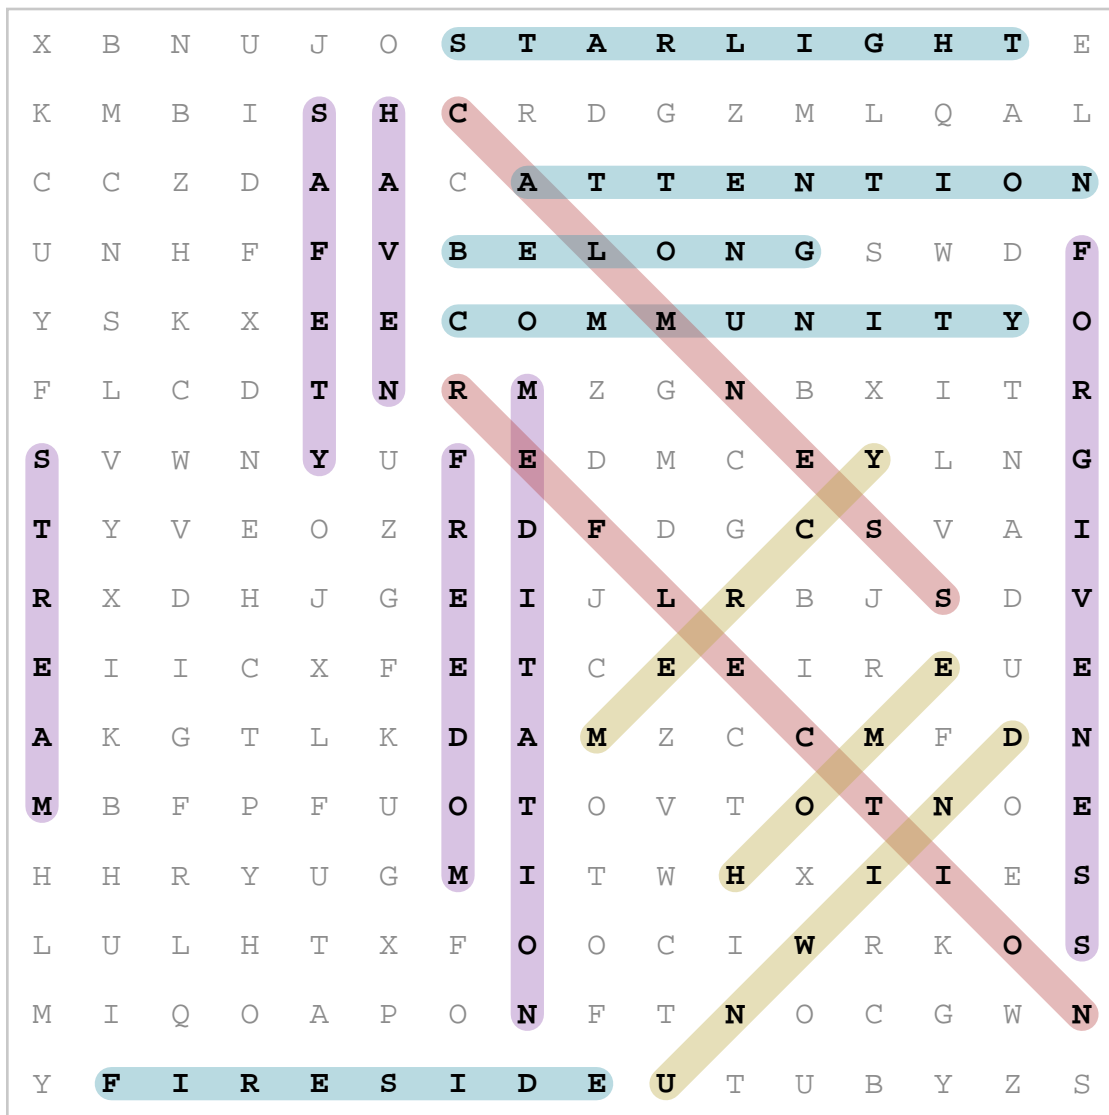 X B N U J O S T A R L I G H T E
K M B I S H C R D G Z M L Q A L
C C Z D A A C A T T E N T I O N
U N H F F V B E L O N G S W D F
Y S K X E E C O M M U N I T Y O
F L C D T N R M Z G N B X I T R
S V W N Y U F E D M C E Y L N G
T Y V E O Z R D F D G C S V A I
R X D H J G E I J L R B J S D V
E I I C X F E T C E E I R E U E
A K G T L K D A M Z C C M F D N
M B F P F U O T O V T O T N O E
H H R Y U G M I T W H X I I E S
L U L H T X F O O C I W R K O S
M I Q O A P O N F T N O C G W N
Y F I R E S I D E U T U B Y Z S